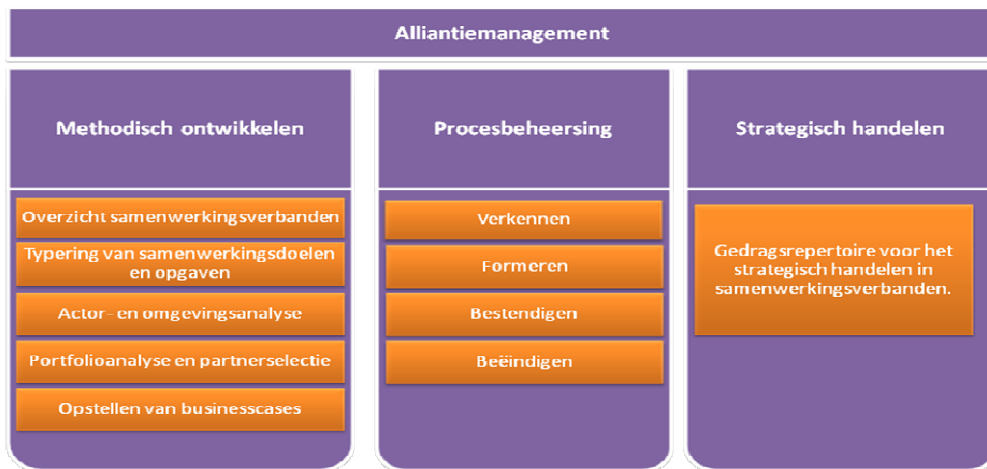 Alliantiemanagement
Methodisch ontwikkelen
Overzicht samenwerkingsverbanden
Typering van samenwerkingsdoelen
en opgaven
Actor- en omgevingsanalyse
Portfolioanalyse en partnerselectie
Opstellen van businesscases
Procesbeheersing
Verkennen
Formeren
Bestendigen
Beëindigen
Strategisch handelen
Gedragsrepertoire voor het
strategisch handelen in
samenwerkingsverbanden.